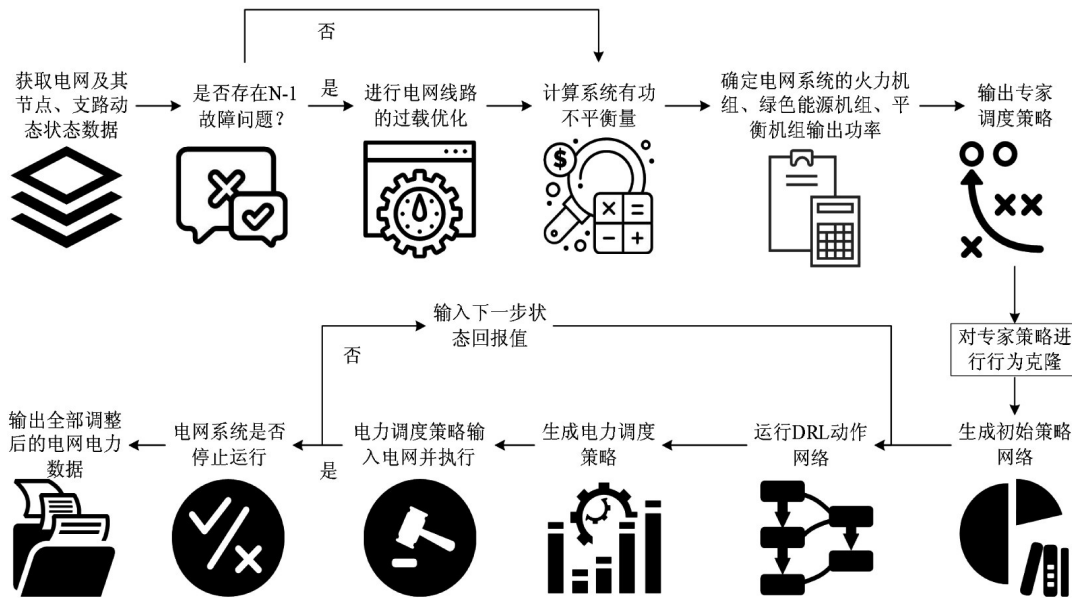 否
获取电网及其
节点、支路动
态状态数据
是否存在N-1
故障问题?
是
进行电网线路
的过载优化
计算系统有功
不平衡量
确定电网系统的火力机
组、绿色能源机组、平
衡机组输出功率
输出专家
调度策略
$
输入下一步状
态回报值
否
对专家策略进
行行为克隆
输出全部调整
后的电网电力
数据
电网系统是否
停止运行
是
电力调度策略输
入电网并执行
生成电力调度
策略
运行DRL动作
网络
生成初始策略
网络